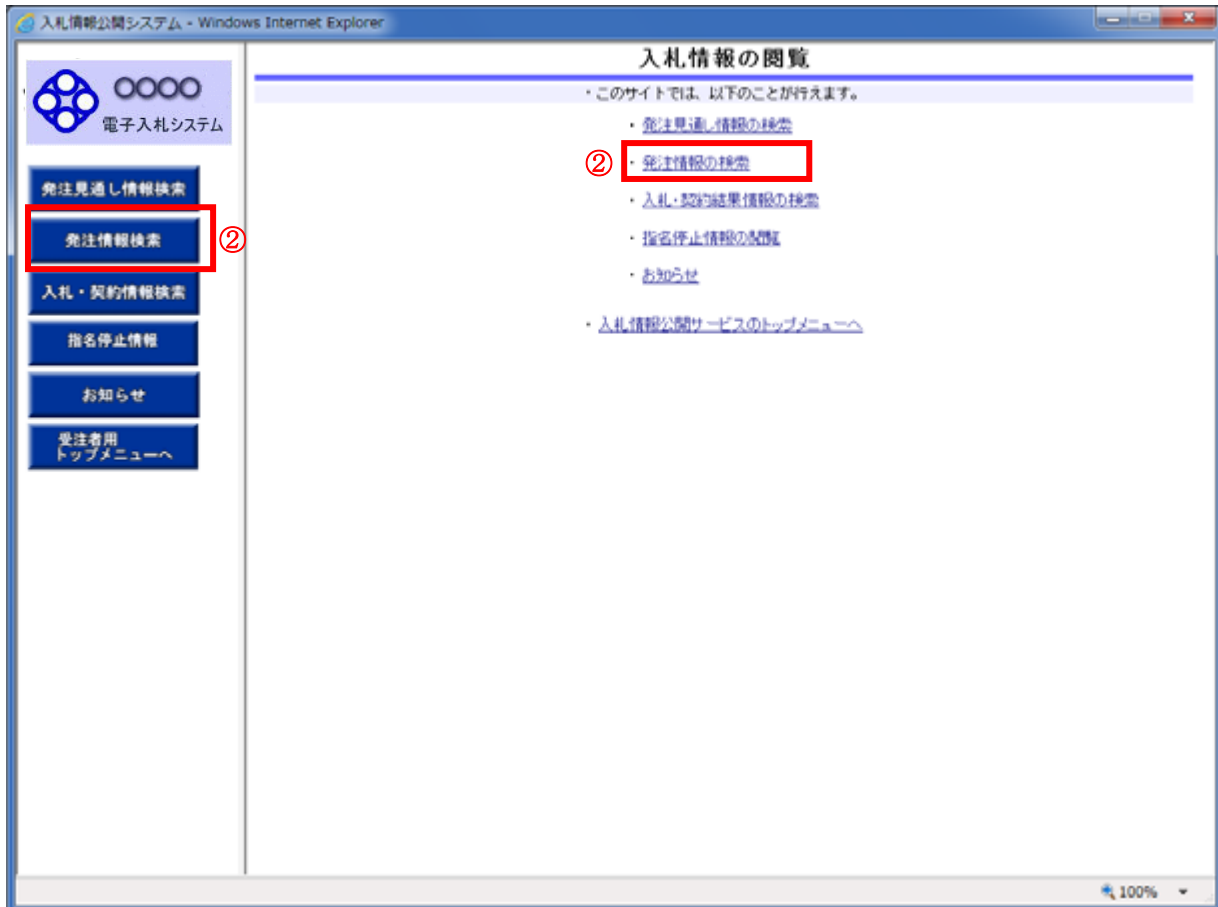 入札情報公開システム - Windows Internet Explorer
〇〇〇〇
電子入札システム
発注見通し情報検索
発注情報検索
②
入札・契約情報検索
指名停止情報
お知らせ
受注者用
トップメニューへ
入札情報の閲覧
・このサイトでは、以下のことが行えます。
・ 発注見通し情報の検索
② ・ 発注情報の検索
・ 入札・契約結果情報の検索
・ 指名停止情報の閲覧
・ お知らせ
・ 入札情報公開サービスのトップメニューへ
100%